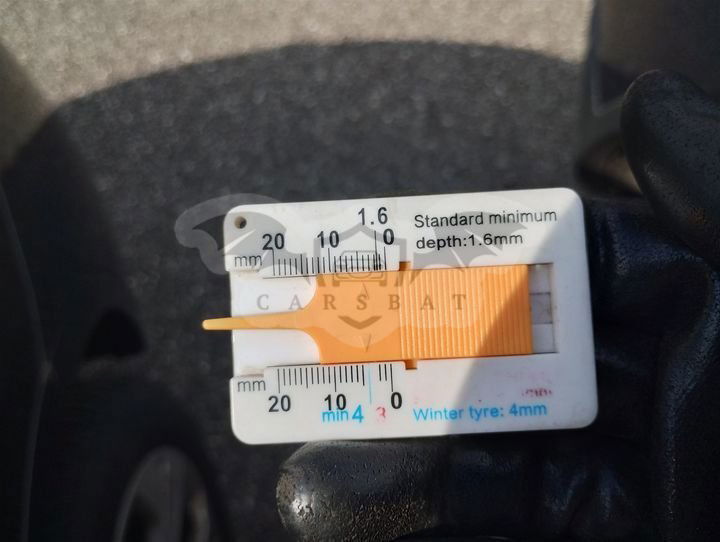 1.6
20 10 0
mm
Standard minimum
depth:1.6mm
CARSBAT
mm
20 10 0
min 4 3
Winter tyre: 4mm